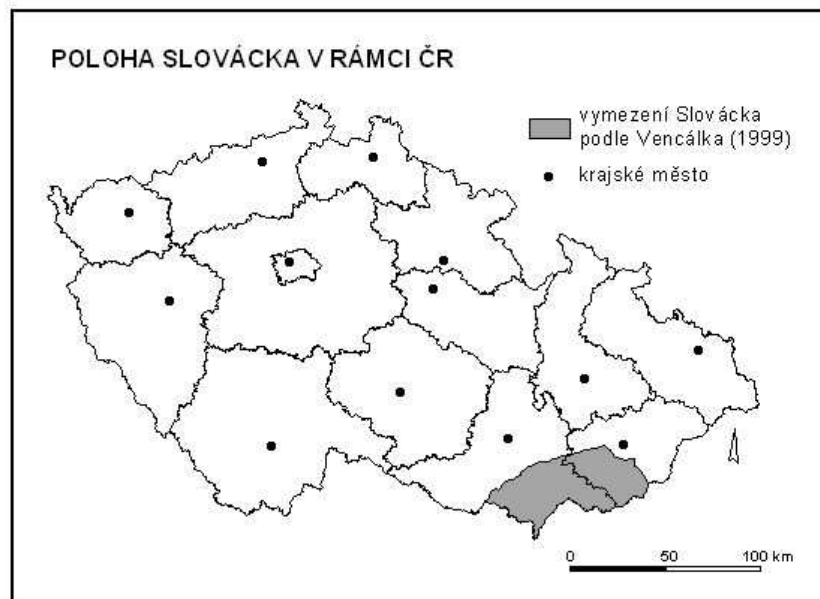 POLOHA SLOVÁCKA V RÁMCI ČR
vymezení Slovácka
podle Vencálka (1999)
krajské město
0 50 100 km